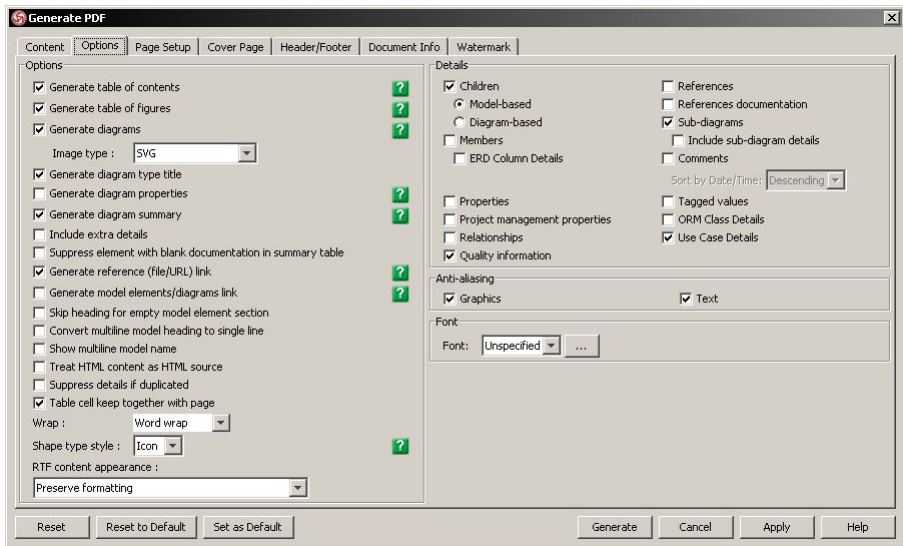 Generate PDF
Content Options Page Setup Cover Page Header/Footer Document Info Watermark
Options
Generate table of contents ?
Generate table of figures ?
Generate diagrams ?
Image type : SVG
Generate diagram type title
Generate diagram properties ?
Generate diagram summary ?
Include extra details
Suppress element with blank documentation in summary table
Generate reference (file/URL) link ?
Generate model elements/diagrams link ?
Skip heading for empty model element section
Convert multiline model heading to single line
Show multiline model name
Treat HTML content as HTML source
Suppress details if duplicated
Table cell keep together with page
Wrap : Word wrap
Shape type style : Icon ?
RTF content appearance :
Preserve formatting
Details
Children References
Model-based References documentation
Diagram-based Sub-diagrams
Members Include sub-diagram details
ERD Column Details Comments
Sort by Date/Time: Descending
Properties Tagged values
Project management properties ORM Class Details
Relationships Use Case Details
Quality information
Anti-aliasing
Graphics Text
Font
Font: Unspecified ...
Reset Reset to Default Set as Default Generate Cancel Apply Help